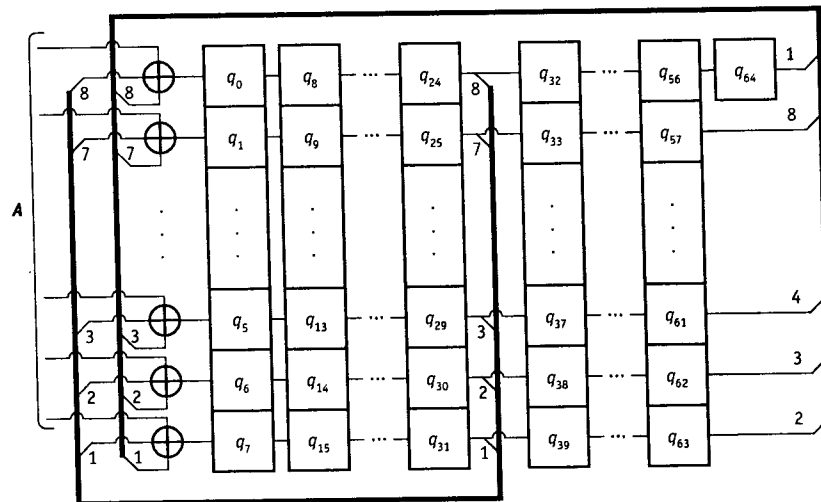 8 8 q0 q8 ... q24 8 q32 ... q56 q64 1
7 7 q1 q9 q25 7 q33 q57 8
A . . . . .
. . . . .
. . . . .
3 3 q5 q13 ... q29 3 q37 ... q61 4
2 2 q6 q14 ... q30 2 q38 ... q62 3
1 1 q7 q15 ... q31 1 q39 ... q63 2